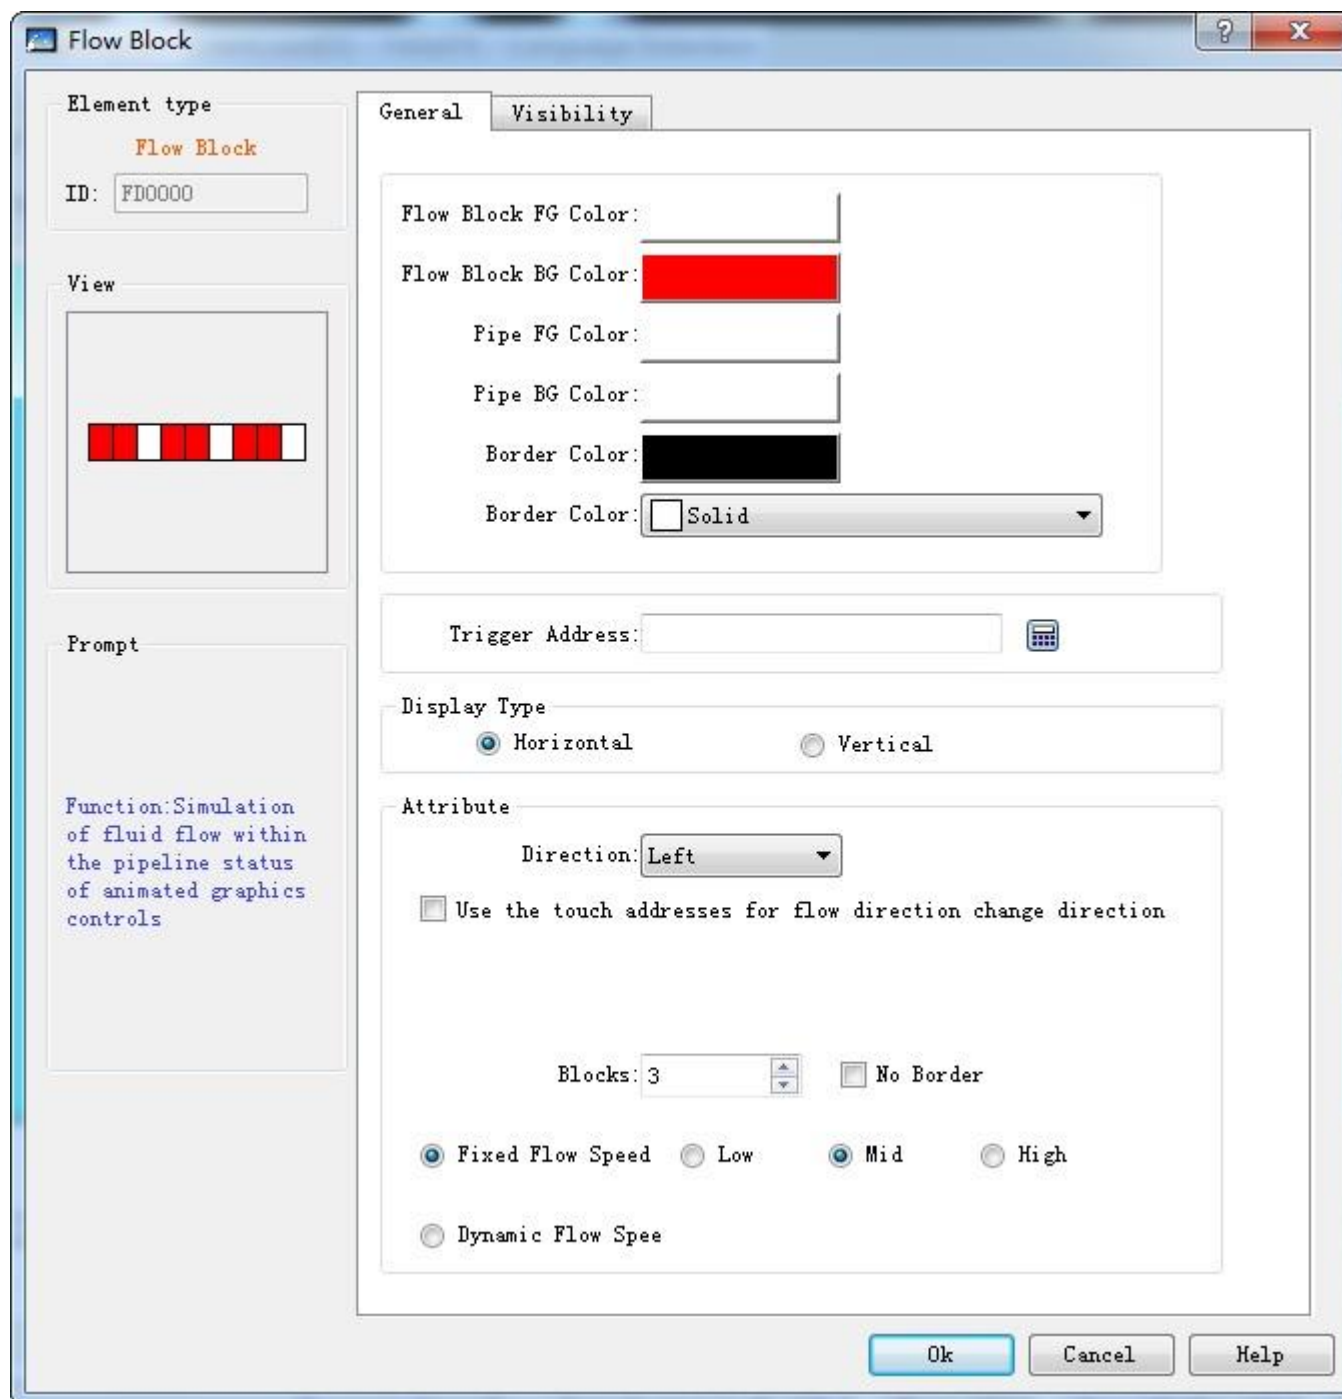 Flow Block
Element type
Flow Block
ID: FD0000
View
Prompt
Function:Simulation
of fluid flow within
the pipeline status
of animated graphics
controls
General Visibility
Flow Block FG Color:
Flow Block BG Color:
Pipe FG Color:
Pipe BG Color:
Border Color:
Border Color: Solid
Trigger Address:
Display Type
Horizontal Vertical
Attribute
Direction: Left
Use the touch addresses for flow direction change direction
Blocks: 3 No Border
Fixed Flow Speed Low Mid High
Dynamic Flow Spee
Ok Cancel Help